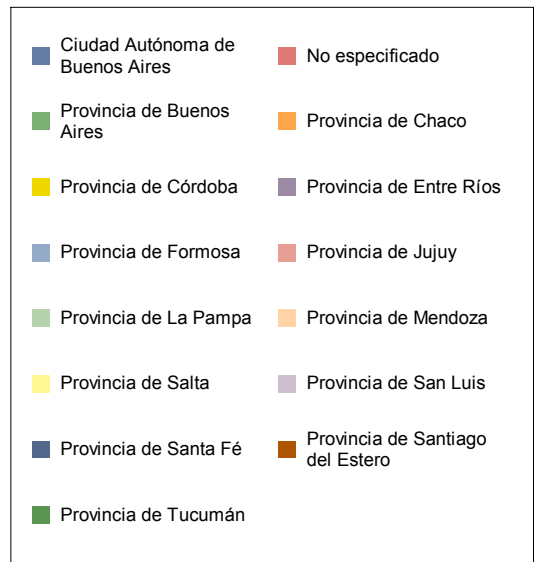 Ciudad Autónoma de
Buenos Aires
No especificado
Provincia de Buenos
Aires
Provincia de Chaco
Provincia de Córdoba
Provincia de Entre Ríos
Provincia de Formosa
Provincia de Jujuy
Provincia de La Pampa
Provincia de Mendoza
Provincia de Salta
Provincia de San Luis
Provincia de Santa Fé
Provincia de Santiago
del Estero
Provincia de Tucumán